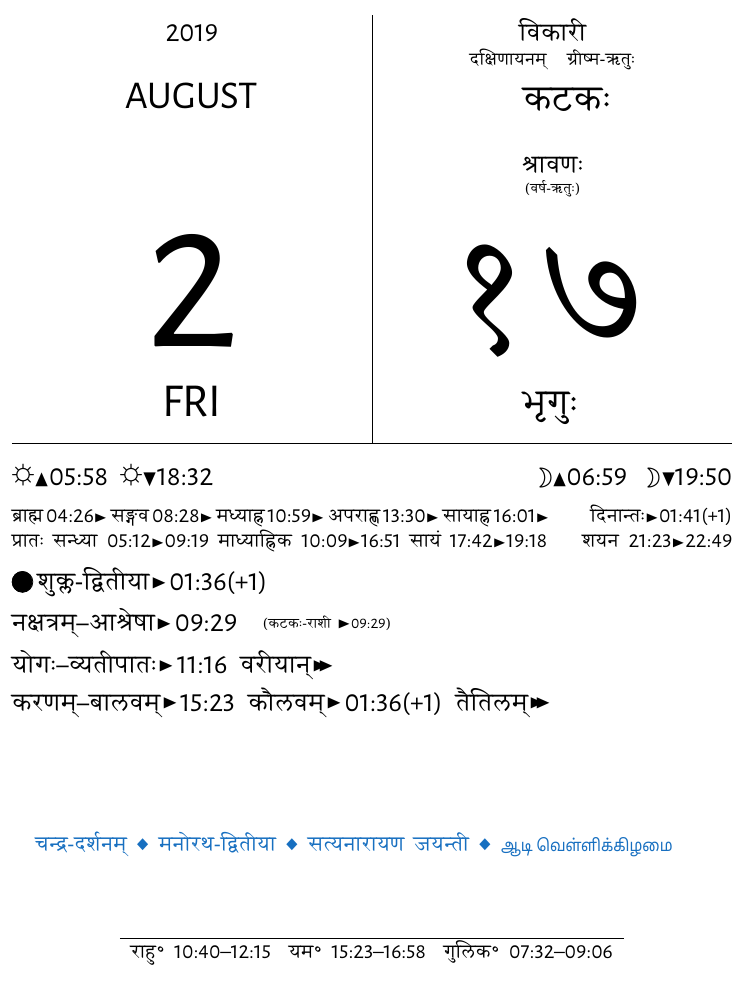 2019
AUGUST
2
FRI
विकारी
दक्षिणायनम् ग्रीष्म-ऋतुः
कटकः
श्रावणः
(वर्ष-ऋतुः)
१७
भृगुः
☼▲05:58 ☼▼18:32 ☽▲06:59 ☽▼19:50
ब्राह्म 04:26► सङ्गव 08:28► मध्याह्न 10:59► अपराह्ण 13:30► सायाह्न 16:01► दिनान्तः►01:41(+1)
प्रातः सन्ध्या 05:12►09:19 माध्याह्निक 10:09►16:51 सायं 17:42►19:18 शयन 21:23►22:49
●शुक्ल-द्वितीया►01:36(+1)
नक्षत्रम्–आश्रेषा►09:29 (कटकः-राशी ►09:29)
योगः–व्यतीपातः►11:16 वरीयान्►►
करणम्–बालवम्►15:23 कौलवम्►01:36(+1) तैतिलम्►►
चन्द्र-दर्शनम् ◆ मनोरथ-द्वितीया ◆ सत्यनारायण जयन्ती ◆ ஆடி வெள்ளிக்கிழமை
राहु° 10:40–12:15 यम° 15:23–16:58 गुलिक° 07:32–09:06